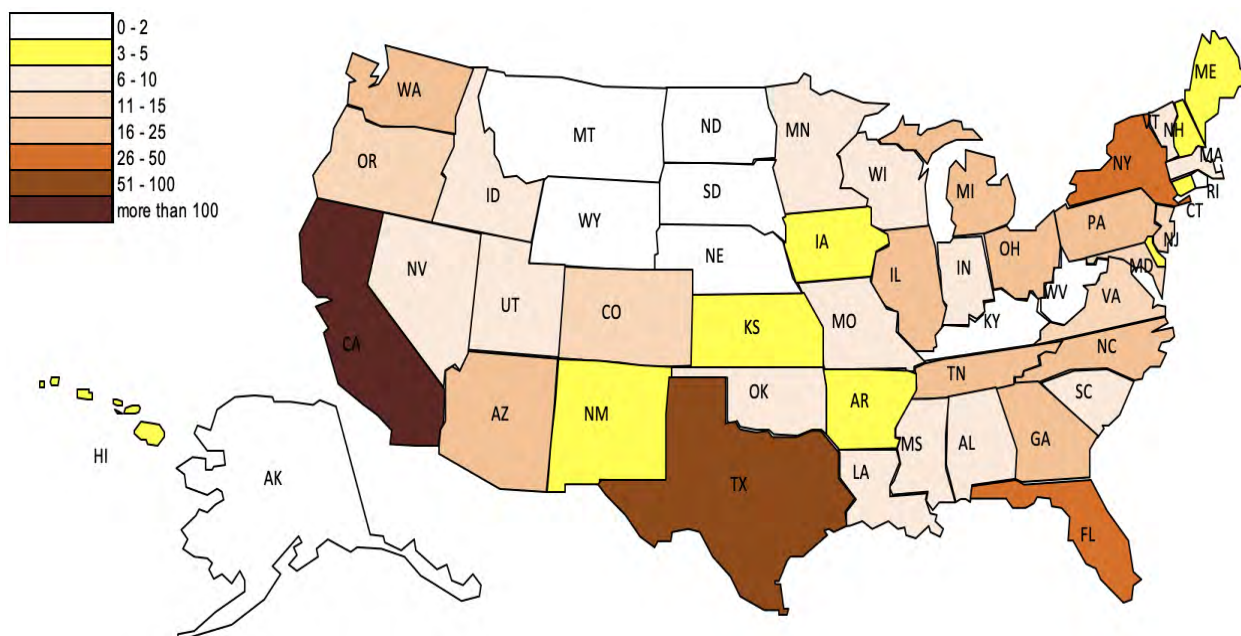 0 - 2
3 - 5
6 - 10
11 - 15
16 - 25
26 - 50
51 - 100
more than 100
WA
OR
ID
MT
ND
SD
WY
NE
MN
WI
IA
MI
NY
VT
NH
ME
MA
RI
CT
PA
NJ
OH
MD
IN
IL
WV
VA
KY
CA
NV
UT
CO
KS
MO
TN
NC
SC
AZ
NM
OK
AR
MS
AL
GA
LA
TX
FL
HI
AK